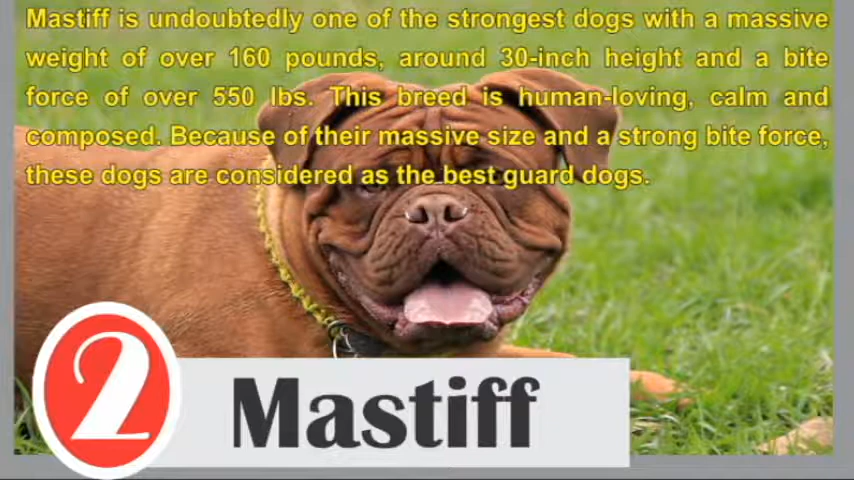 Mastiff is undoubtedly one of the strongest dogs with a massive
weight of over 160 pounds, around 30-inch height and a bite
force of over 550 lbs. This breed is human-loving, calm and
composed. Because of their massive size and a strong bite force,
these dogs are considered as the best guard dogs.
2
Mastiff